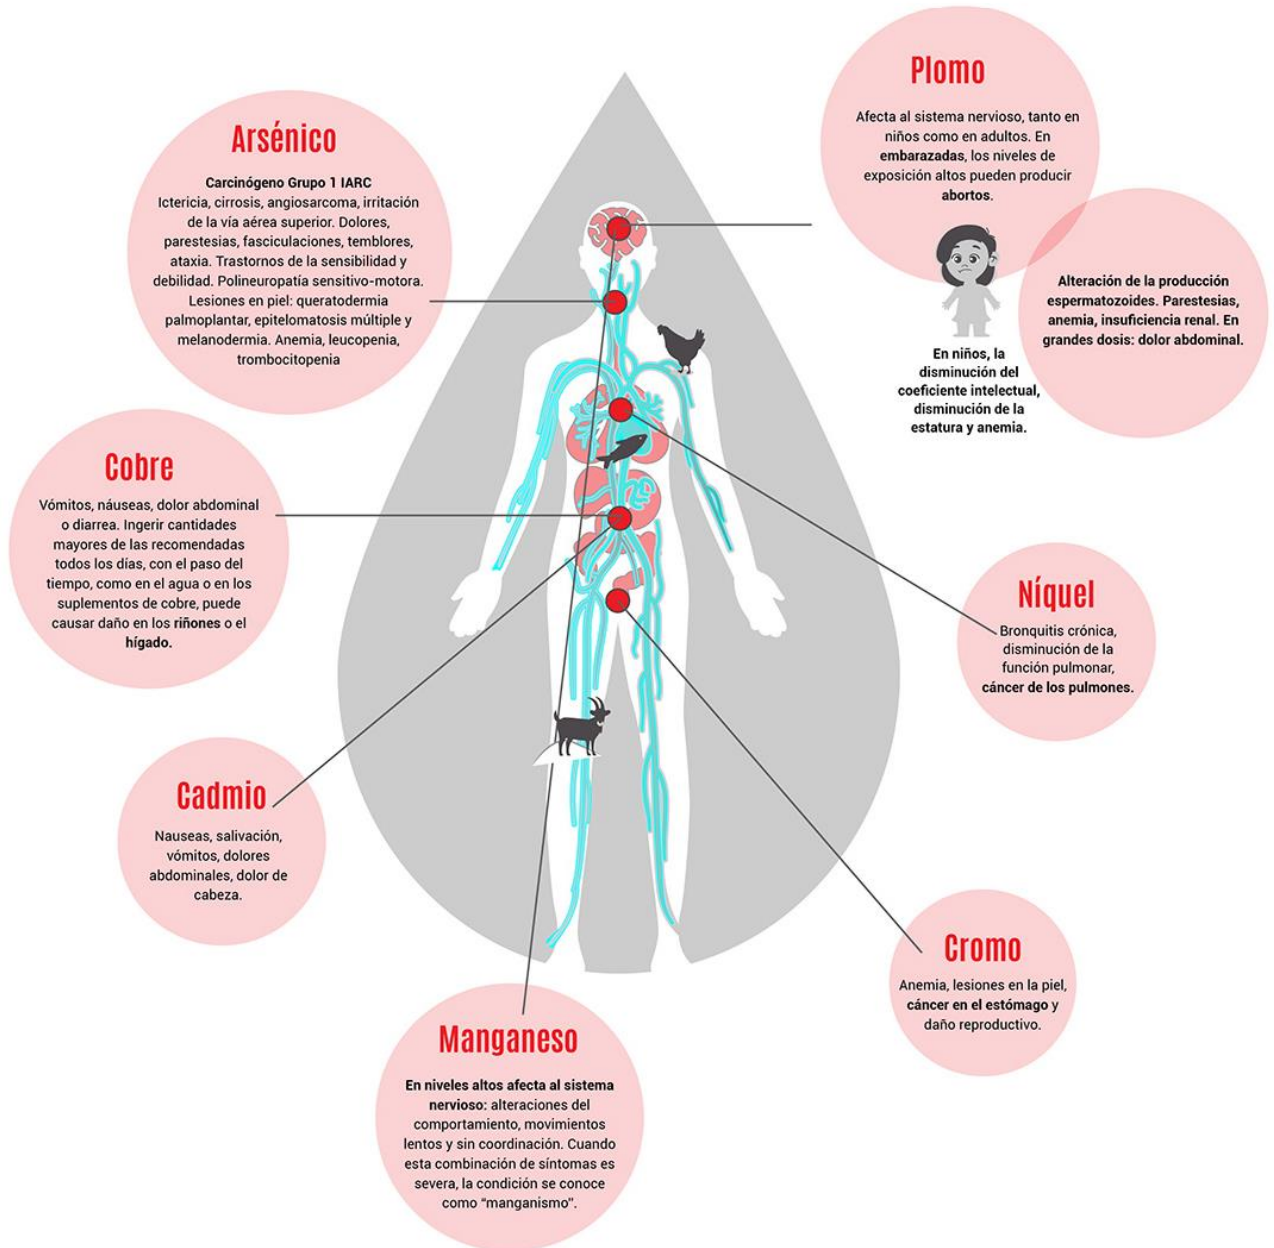 Plomo
Afecta al sistema nervioso, tanto en
niños como en adultos. En
embarazadas, los niveles de
exposición altos pueden producir
abortos.
Alteración de la producción
espermatozoides. Parestesias,
anemia, insuficiencia renal. En
grandes dosis: dolor abdominal.
En niños, la
disminución del
coeficiente intelectual,
disminución de la
estatura y anemia.
Arsénico
Carcinógeno Grupo 1 IARC
Ictericia, cirrosis, angiosarcoma, irritación
de la vía aérea superior. Dolores,
parestesias, fasciculaciones, temblores,
ataxia. Trastornos de la sensibilidad y
debilidad. Polineuropatía sensitivo-motora.
Lesiones en piel: queratodermia
palmoplantar, epitelomatosis múltiple y
melanodermia. Anemia, leucopenia,
trombocitopenia
Cobre
Vómitos, náuseas, dolor abdominal
o diarrea. Ingerir cantidades
mayores de las recomendadas
todos los días, con el paso del
tiempo, como en el agua o en los
suplementos de cobre, puede
causar daño en los riñones o el
hígado.
Níquel
Bronquitis crónica,
disminución de la
función pulmonar,
cáncer de los pulmones.
Cadmio
Nauseas, salivación,
vómitos, dolores
abdominales, dolor de
cabeza.
Cromo
Anemia, lesiones en la piel,
cáncer en el estómago y
daño reproductivo.
Manganeso
En niveles altos afecta al sistema
nervioso: alteraciones del
comportamiento, movimientos
lentos y sin coordinación. Cuando
esta combinación de síntomas es
severa, la condición se conoce
como “manganismo”.